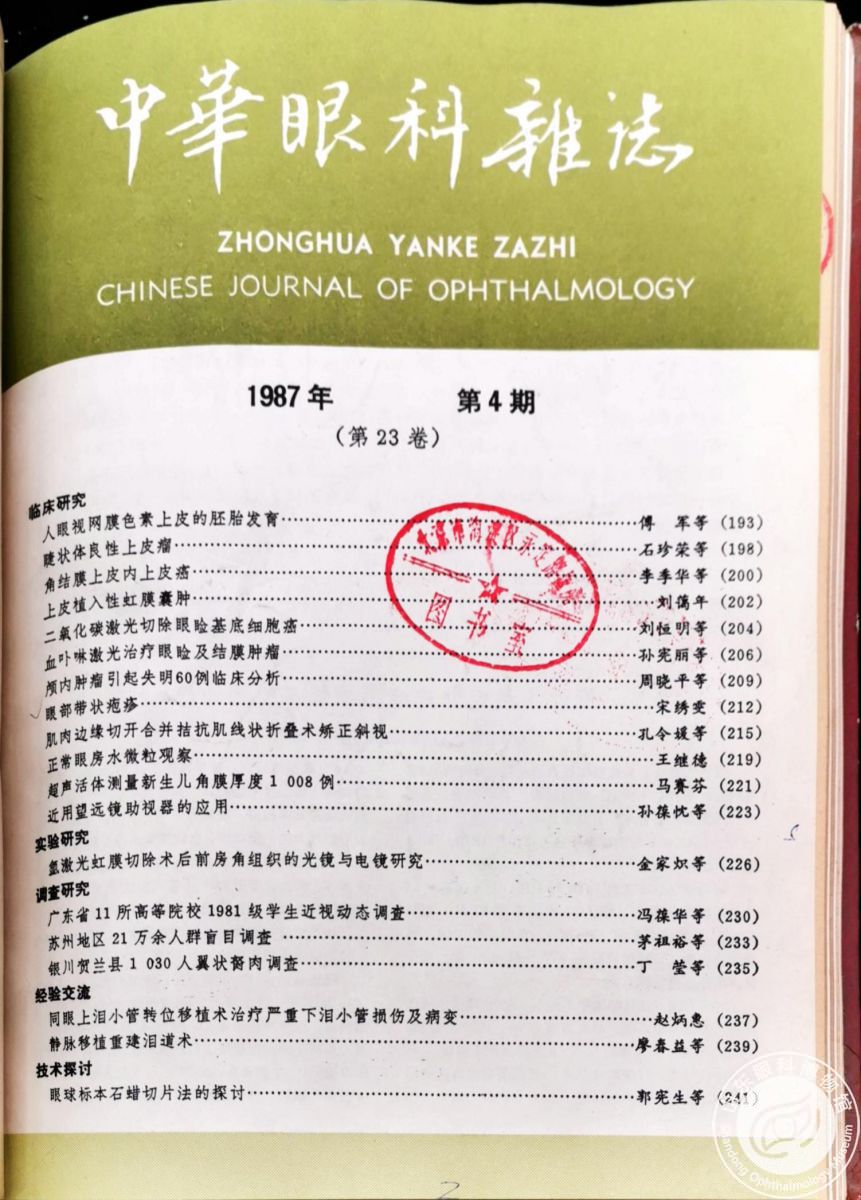 中華眼科雜誌
ZHONGHUA YANKE ZAZHI
CHINESE JOURNAL OF OPHTHALMOLOGY
1987年 第4期
（第 23 卷）
临床研究
人眼视网膜色素上皮的胚胎发育……傅 军等（193）
睫状体良性上皮瘤……石珍荣等（198）
角结膜上皮内上皮癌……李季华等（200）
上皮植入性虹膜囊肿……刘蔼年（202）
二氧化碳激光切除眼睑基底细胞癌……刘恒明等（204）
血卟啉激光治疗眼睑及结膜肿瘤……孙宪丽等（206）
颅内肿瘤引起失明60例临床分析……周晓平等（209）
眼部带状疱疹……宋绣雯（212）
肌肉边缘切开合并拮抗肌线状折叠术矫正斜视……孔令媛等（215）
正常眼房水微粒观察……王继德（219）
超声活体测量新生儿角膜厚度 1 008 例……马赛芬（221）
近用望远镜助视器的应用……孙葆忱等（223）
实验研究
氩激光虹膜切除术后前房角组织的光镜与电镜研究……金家炽等（226）
调查研究
广东省 11 所高等院校 1981 级学生近视动态调查……冯葆华等（230）
苏州地区 21 万余人群盲目调查……茅祖裕等（233）
银川贺兰县 1 030 人翼状胬肉调查……丁 莹等（235）
经验交流
同眼上泪小管转位移植术治疗严重下泪小管损伤及病变……赵炳惠（237）
静脉移植重建泪道术……廖春益等（239）
技术探讨
眼球标本石蜡切片法的探讨……郭宪生等（241）
图 书 室
山东眼科博物馆
Shandong Ophthalmology Museum